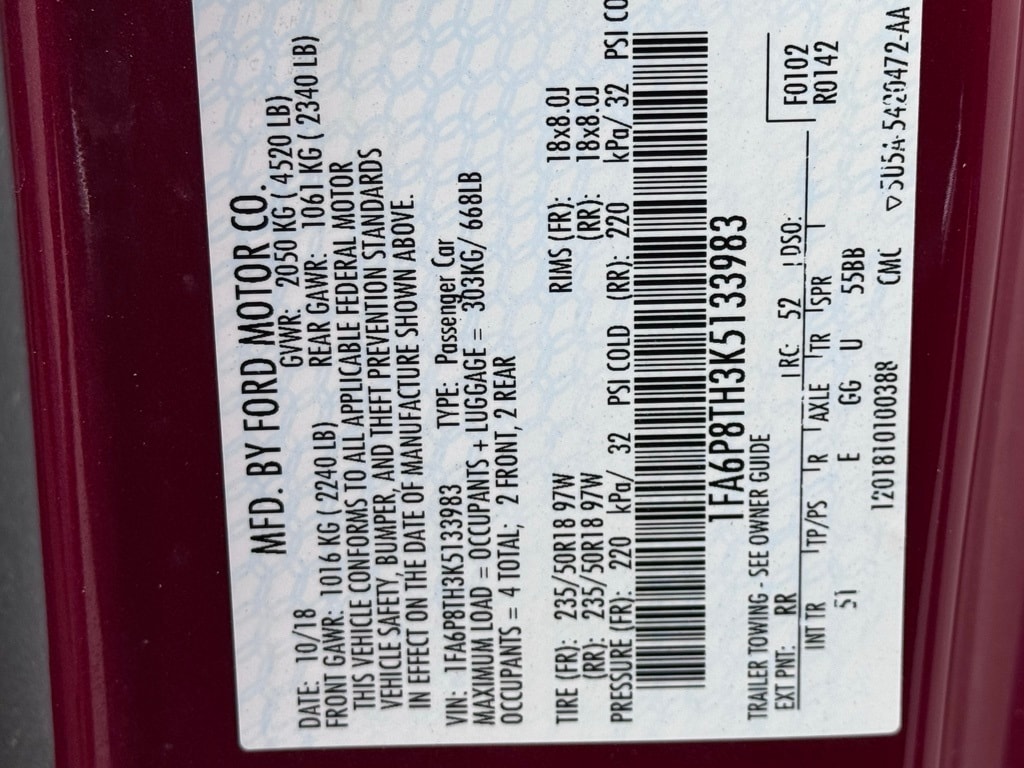 MFD. BY FORD MOTOR CO.
DATE: 10/18 GVWR: 2050 KG ( 4520 LB)
FRONT GAWR: 1016 KG (2240 LB) REAR GAWR: 1061 KG ( 2340 LB)
THIS VEHICLE CONFORMS TO ALL APPLICABLE FEDERAL MOTOR
VEHICLE SAFETY, BUMPER, AND THEFT PREVENTION STANDARDS
IN EFFECT ON THE DATE OF MANUFACTURE SHOWN ABOVE.
VIN: 1FA6P8TH3K5133983 TYPE: Passenger Car
MAXIMUM LOAD = OCCUPANTS + LUGGAGE = 303KG/ 668LB
OCCUPANTS = 4 TOTAL; 2 FRONT, 2 REAR
TIRE (FR): 235/50R18 97W RIMS (FR): 18x8.0J
(RR): 235/50R18 97W (RR): 18x8.0J
PRESSURE (FR): 220 kPa/ 32 PSI COLD (RR): 220 kPa/ 32 PSI CO
1FA6P8TH3K5133983
TRAILER TOWING - SEE OWNER GUIDE F0102
EXT PNT: RR RC: 52 DSO: R0142
INT TR TP/PS R AXLE TR SPR
51 E GG U 55BB
1201810100388 CMC ▽5U5A-5420472-AA